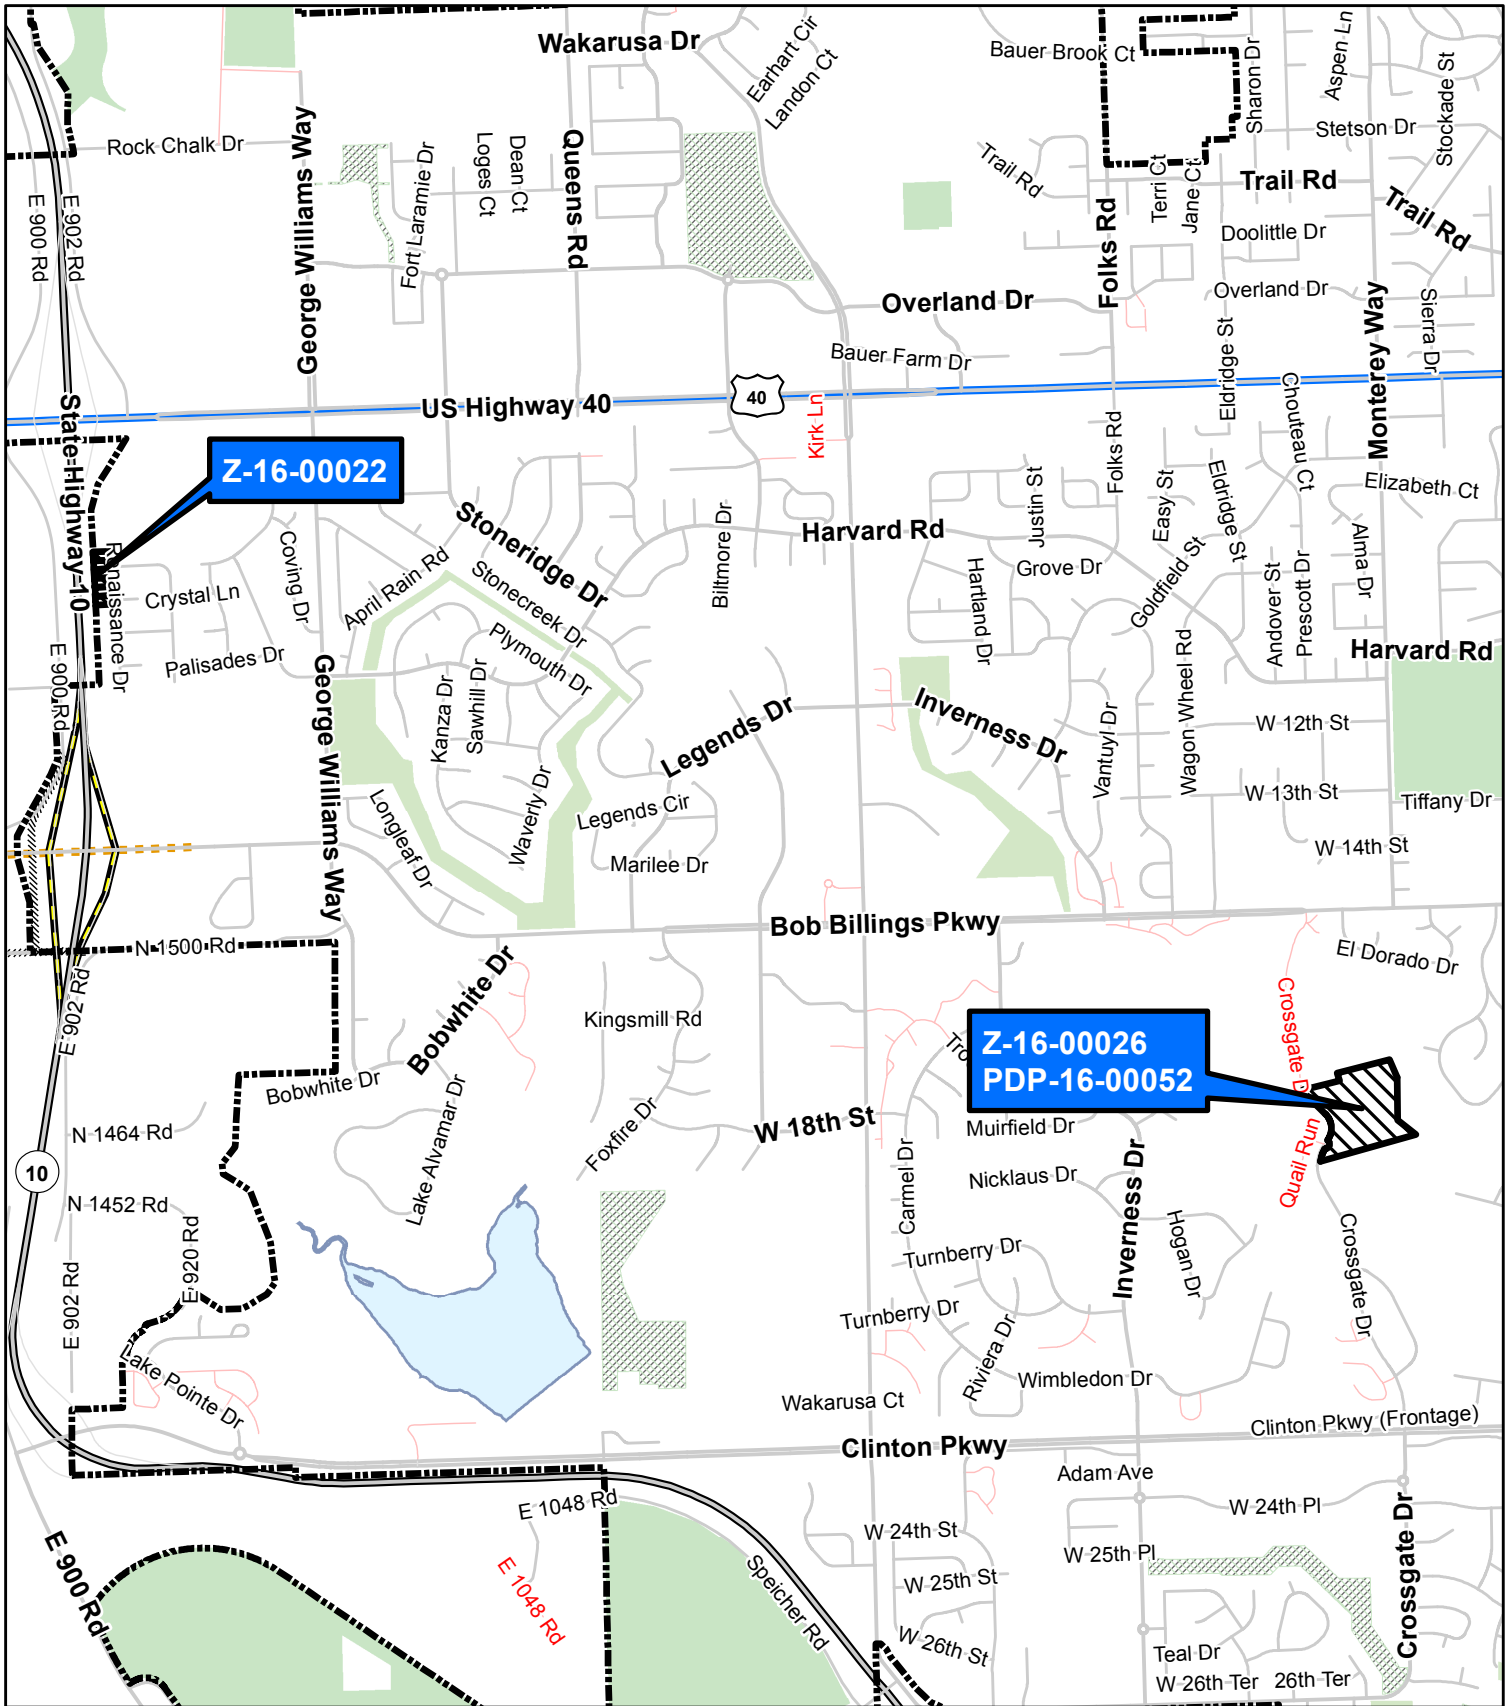 Wakarusa Dr
Earhart Cir
Landon Ct
Bauer Brook Ct
Sharon Dr
Aspen Ln
Stockade St
Rock Chalk Dr
George Williams Way
Fort Laramie Dr
Loges Ct
Dean Ct
Queens Rd
Trail Rd
Terri Ct
Jane Ct
Stetson Dr
Trail Rd
Trail Rd
E 900 Rd
E 902 Rd
Folks Rd
Doolittle Dr
Overland Dr
Overland Dr
Monterey Way
Sierra Dr
Bauer Farm Dr
Eldridge St
Chouteau Ct
State Highway 10
US Highway 40
40
Kirk Ln
Folks Rd
Z-16-00022
Stoneridge Dr
Harvard Rd
Biltmore Dr
Justin St
Easy St
Eldridge St
Elizabeth Ct
Renaissance Dr
Crystal Ln
Coving Dr
April Rain Rd
Stonecreek Dr
Plymouth Dr
Hartland Dr
Grove Dr
Goldfield St
Andover St
Prescott Dr
Alma Dr
Harvard Rd
Palisades Dr
E 900 Rd
George Williams Way
Kanza Dr
Sawhill Dr
Legends Dr
Inverness Dr
Vantuyl Dr
Wagon Wheel Rd
W 12th St
W 13th St
Tiffany Dr
W 14th St
Longleaf Dr
Waverly Dr
Legends Cir
Marilee Dr
Bob Billings Pkwy
N 1500 Rd
E 902 Rd
Bobwhite Dr
Kingsmill Rd
El Dorado Dr
Crossgate Dr
Z-16-00026
PDP-16-00052
Bobwhite Dr
Lake Alvamar Dr
Foxfire Dr
W 18th St
Muirfield Dr
Quail Run
N 1464 Rd
10
N 1452 Rd
E 920 Rd
E 902 Rd
Carmel Dr
Nicklaus Dr
Inverness Dr
Hogan Dr
Crossgate Dr
Turnberry Dr
Turnberry Dr
Riviera Dr
Wimbledon Dr
Lake Pointe Dr
Wakarusa Ct
Clinton Pkwy
Clinton Pkwy (Frontage)
Adam Ave
E 1048 Rd
W 24th St
W 24th Pl
W 25th Pl
W 25th St
Crossgate Dr
E 900 Rd
E 1048 Rd
Speicher Rd
W 26th St
Teal Dr
W 26th Ter
26th Ter